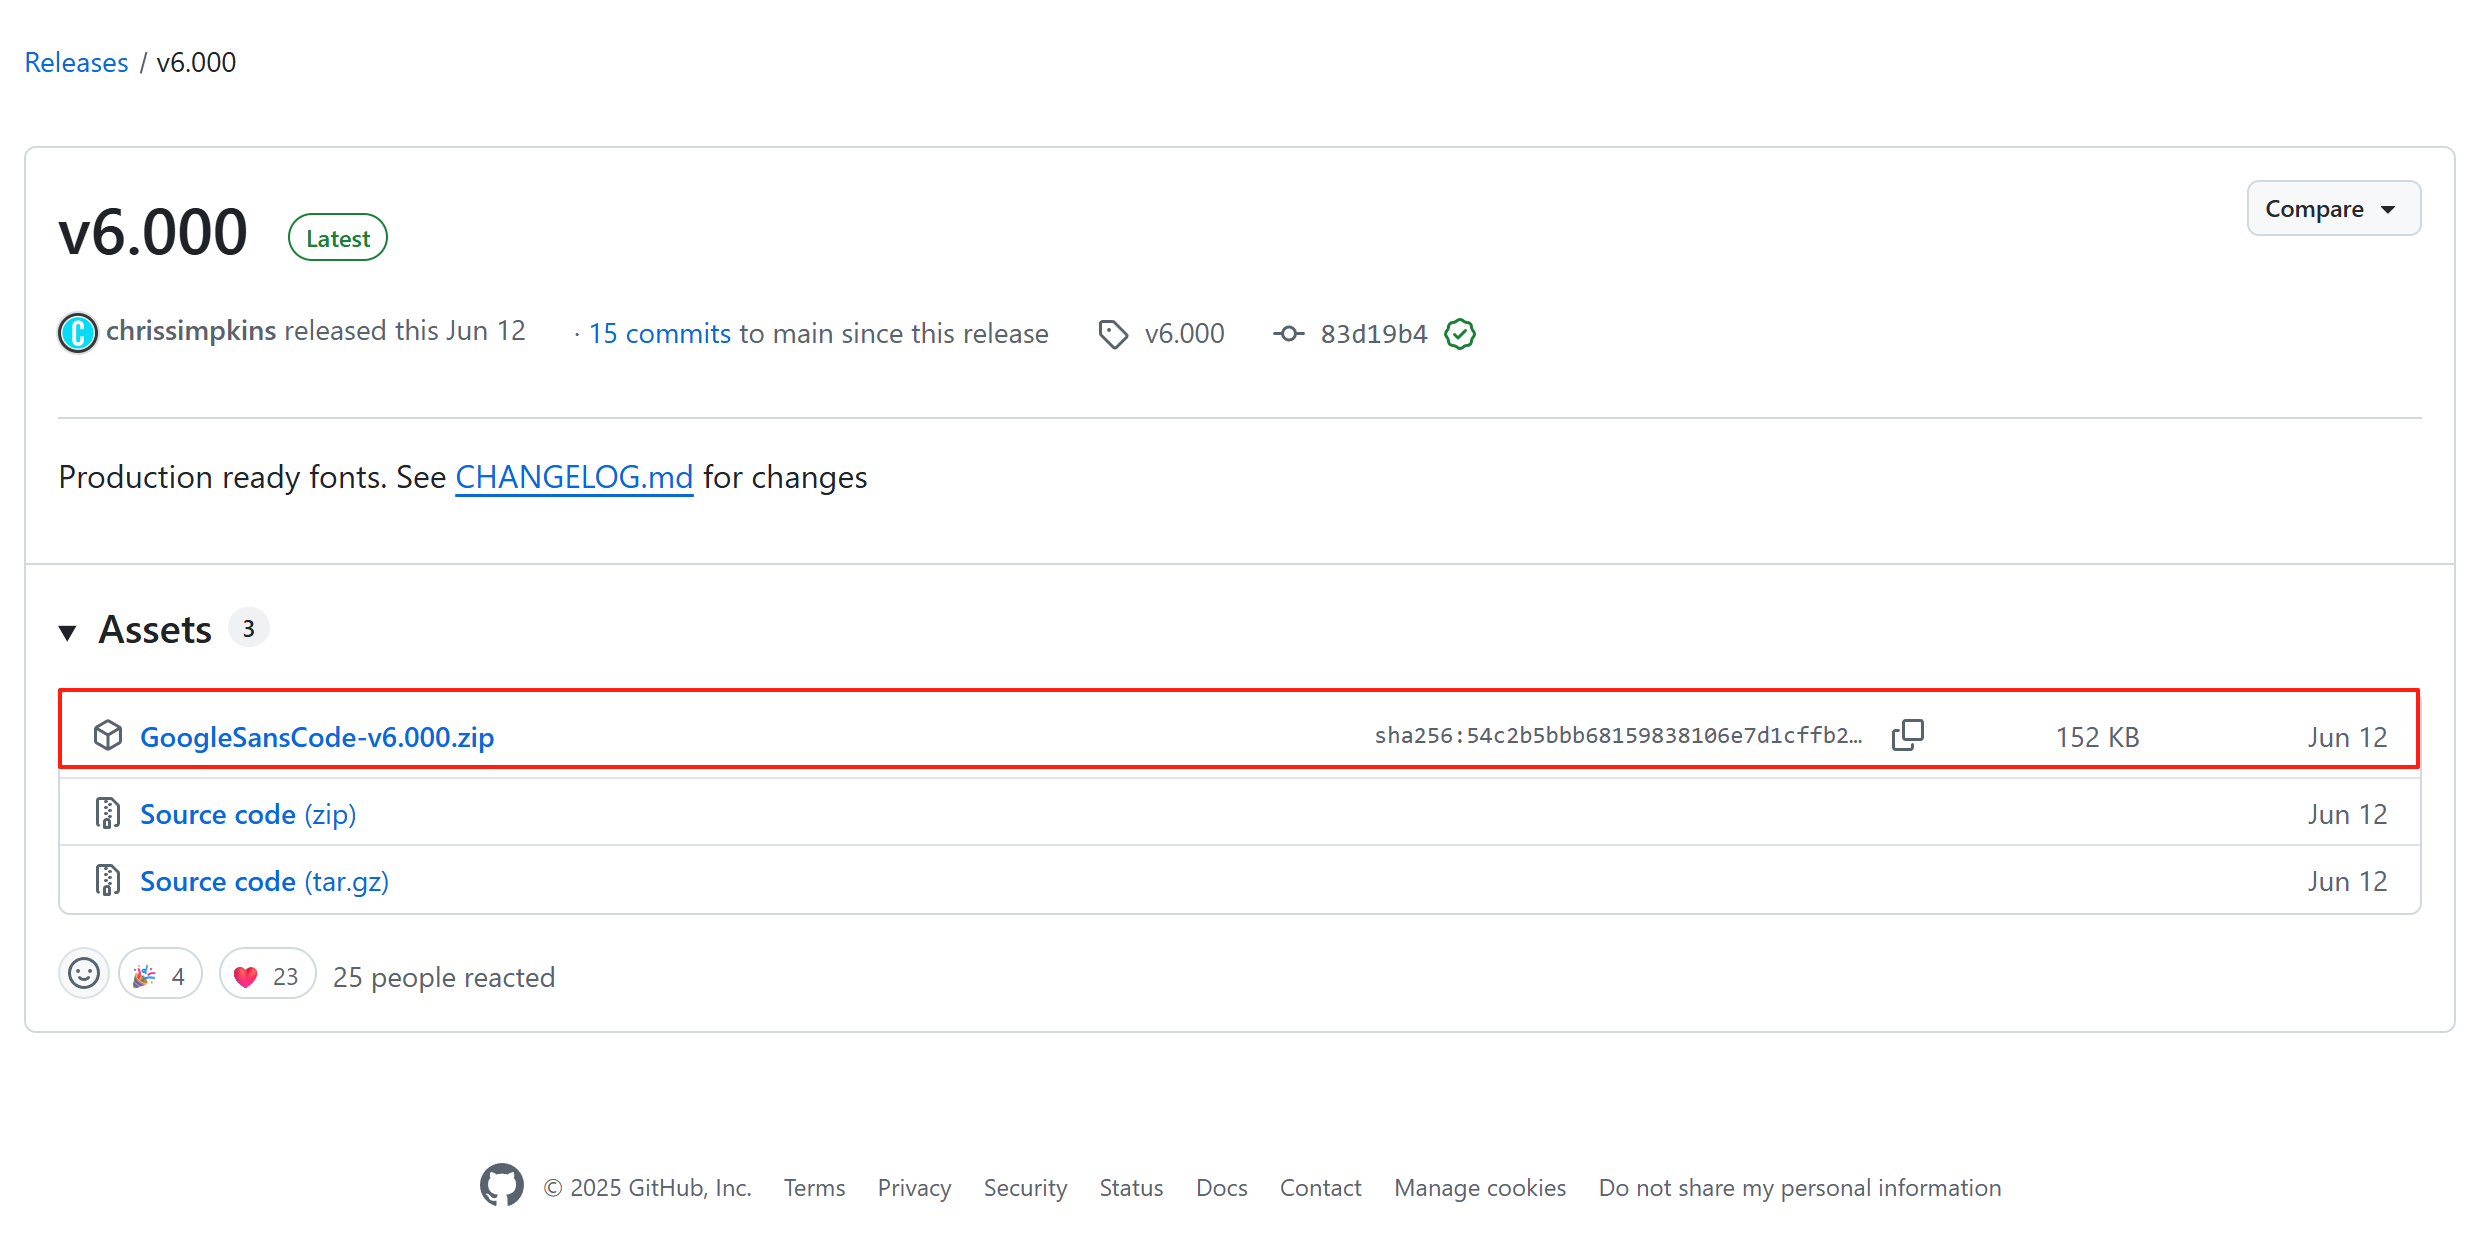 Releases / v6.000
Compare
v6.000 Latest
chrissimpkins released this Jun 12 · 15 commits to main since this release v6.000 83d19b4
Production ready fonts. See CHANGELOG.md for changes
Assets 3
GoogleSansCode-v6.000.zip sha256:54c2b5bbb68159838106e7d1cffb2… 152 KB Jun 12
Source code (zip) Jun 12
Source code (tar.gz) Jun 12
4 23 25 people reacted
© 2025 GitHub, Inc. Terms Privacy Security Status Docs Contact Manage cookies Do not share my personal information